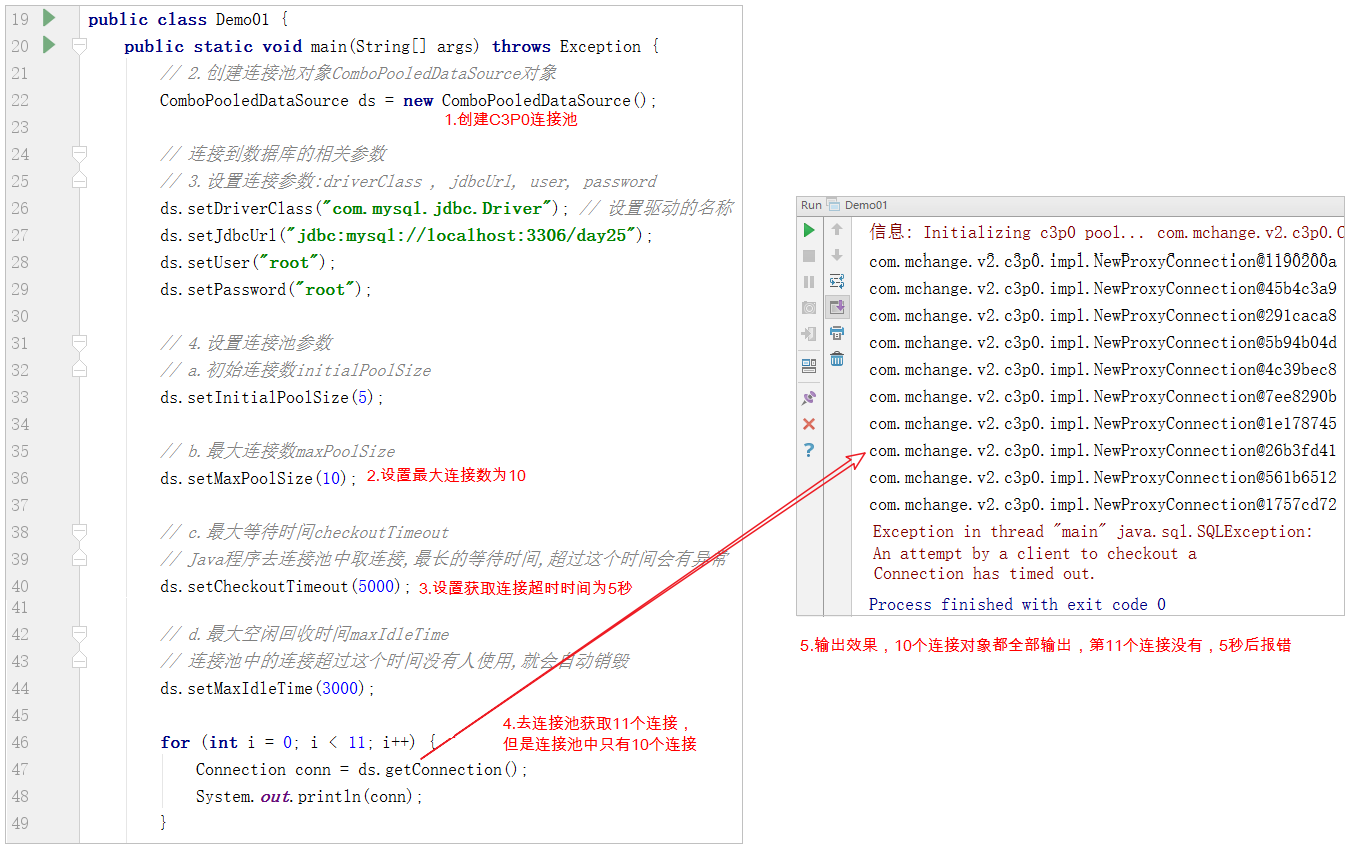 19 public class Demo01 {
20 public static void main(String[] args) throws Exception {
21 // 2.创建连接池对象ComboPooledDataSource对象
22 ComboPooledDataSource ds = new ComboPooledDataSource();
1.创建C3P0连接池
23
24 // 连接到数据库的相关参数
25 // 3.设置连接参数:driverClass , jdbcUrl, user, password
26 ds.setDriverClass("com.mysql.jdbc.Driver"); // 设置驱动的名称
27 ds.setJdbcUrl("jdbc:mysql://localhost:3306/day25");
28 ds.setUser("root");
29 ds.setPassword("root");
30
31 // 4.设置连接池参数
32 // a.初始连接数initialPoolSize
33 ds.setInitialPoolSize(5);
34
35 // b.最大连接数maxPoolSize
36 ds.setMaxPoolSize(10); 2.设置最大连接数为10
37
38 // c.最大等待时间checkoutTimeout
39 // Java程序去连接池中取连接,最长的等待时间,超过这个时间会有异常
40 ds.setCheckoutTimeout(5000); 3.设置获取连接超时时间为5秒
41
42 // d.最大空闲回收时间maxIdleTime
43 // 连接池中的连接超过这个时间没有人使用,就会自动销毁
44 ds.setMaxIdleTime(3000);
45
4.去连接池获取11个连接，
但是连接池中只有10个连接
46 for (int i = 0; i < 11; i++) {
47 Connection conn = ds.getConnection();
48 System.out.println(conn);
49 }
Run Demo01
信息: Initializing c3p0 pool... com.mchange.v2.c3p0.C
com.mchange.v2.c3p0.impl.NewProxyConnection@1190200a
com.mchange.v2.c3p0.impl.NewProxyConnection@45b4c3a9
com.mchange.v2.c3p0.impl.NewProxyConnection@291caca8
com.mchange.v2.c3p0.impl.NewProxyConnection@5b94b04d
com.mchange.v2.c3p0.impl.NewProxyConnection@4c39bec8
com.mchange.v2.c3p0.impl.NewProxyConnection@7ee8290b
com.mchange.v2.c3p0.impl.NewProxyConnection@1e178745
com.mchange.v2.c3p0.impl.NewProxyConnection@26b3fd41
com.mchange.v2.c3p0.impl.NewProxyConnection@561b6512
com.mchange.v2.c3p0.impl.NewProxyConnection@1757cd72
Exception in thread "main" java.sql.SQLException:
An attempt by a client to checkout a
Connection has timed out.
Process finished with exit code 0
5.输出效果，10个连接对象都全部输出，第11个连接没有，5秒后报错